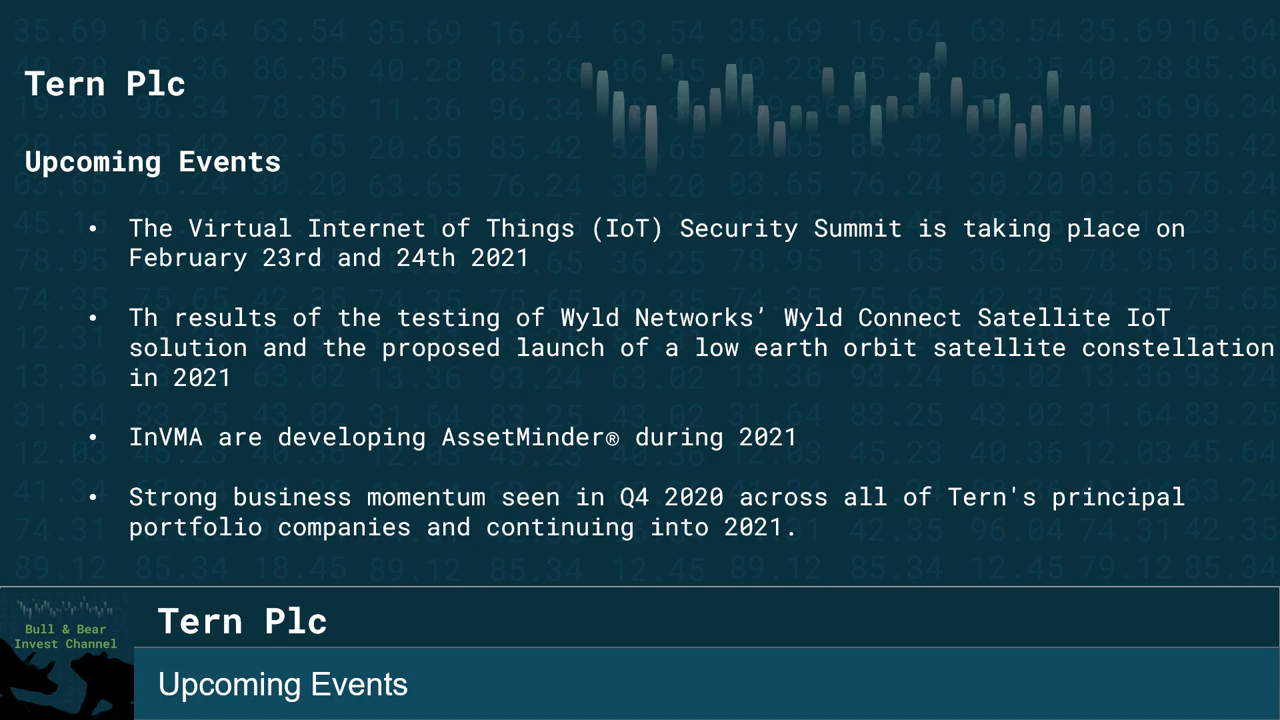 Tern Plc
Upcoming Events
• The Virtual Internet of Things (IoT) Security Summit is taking place on
February 23rd and 24th 2021
• Th results of the testing of Wyld Networks’ Wyld Connect Satellite IoT
solution and the proposed launch of a low earth orbit satellite constellation
in 2021
• InVMA are developing AssetMinder® during 2021
• Strong business momentum seen in Q4 2020 across all of Tern's principal
portfolio companies and continuing into 2021.
Bull & Bear
Invest Channel
Tern Plc
Upcoming Events